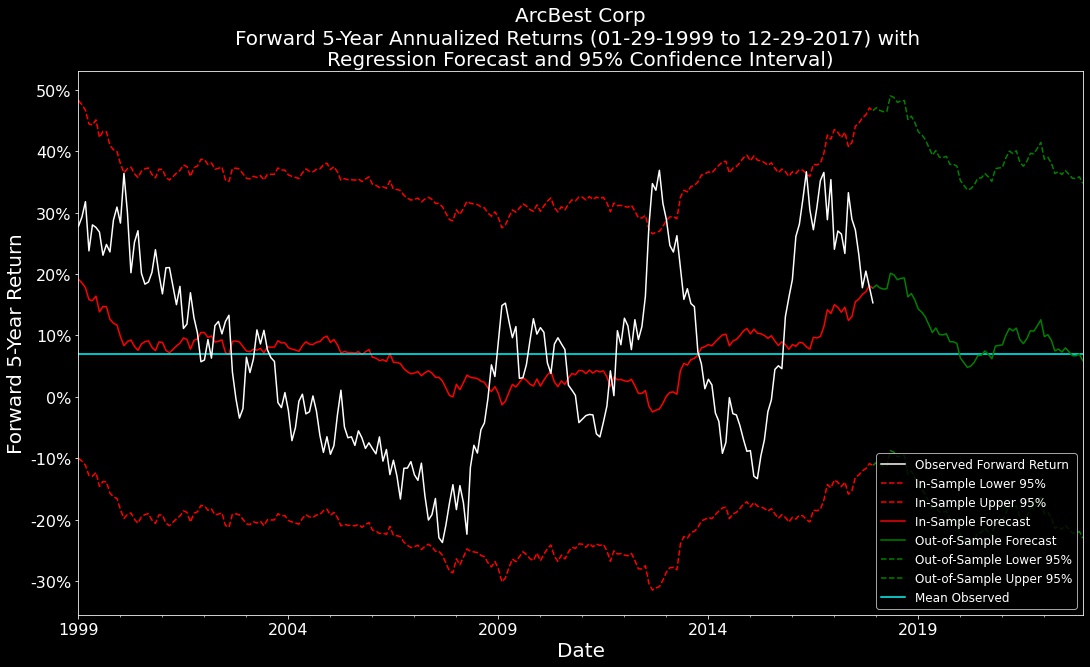 ArcBest Corp
Forward 5-Year Annualized Returns (01-29-1999 to 12-29-2017) with
Regression Forecast and 95% Confidence Interval)
Forward 5-Year Return
50%
40%
30%
20%
10%
0%
-10%
-20%
-30%
Observed Forward Return
In-Sample Lower 95%
In-Sample Upper 95%
In-Sample Forecast
Out-of-Sample Forecast
Out-of-Sample Lower 95%
Out-of-Sample Upper 95%
Mean Observed
1999 2004 2009 2014 2019
Date